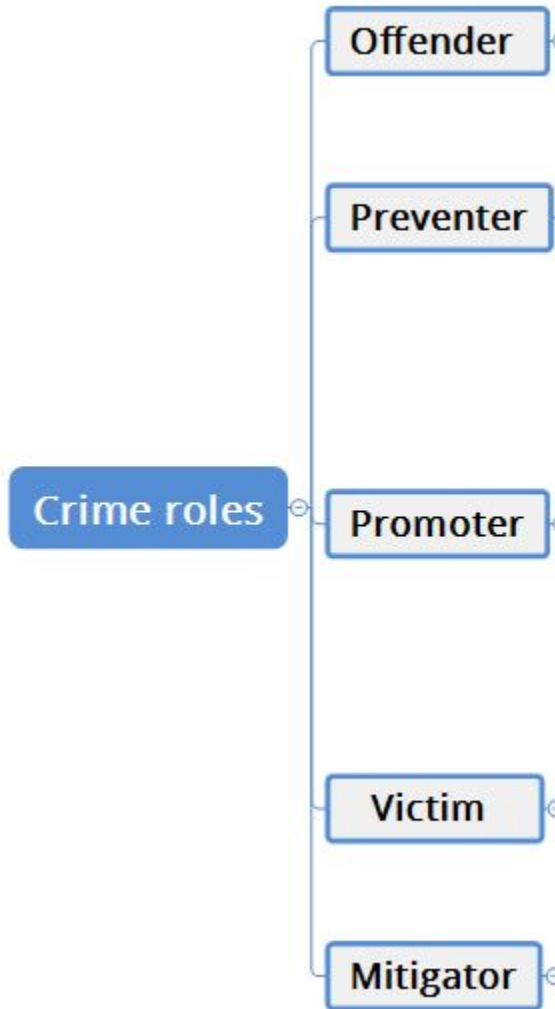 Offender
Preventer
Crime roles
Promoter
Victim
Mitigator